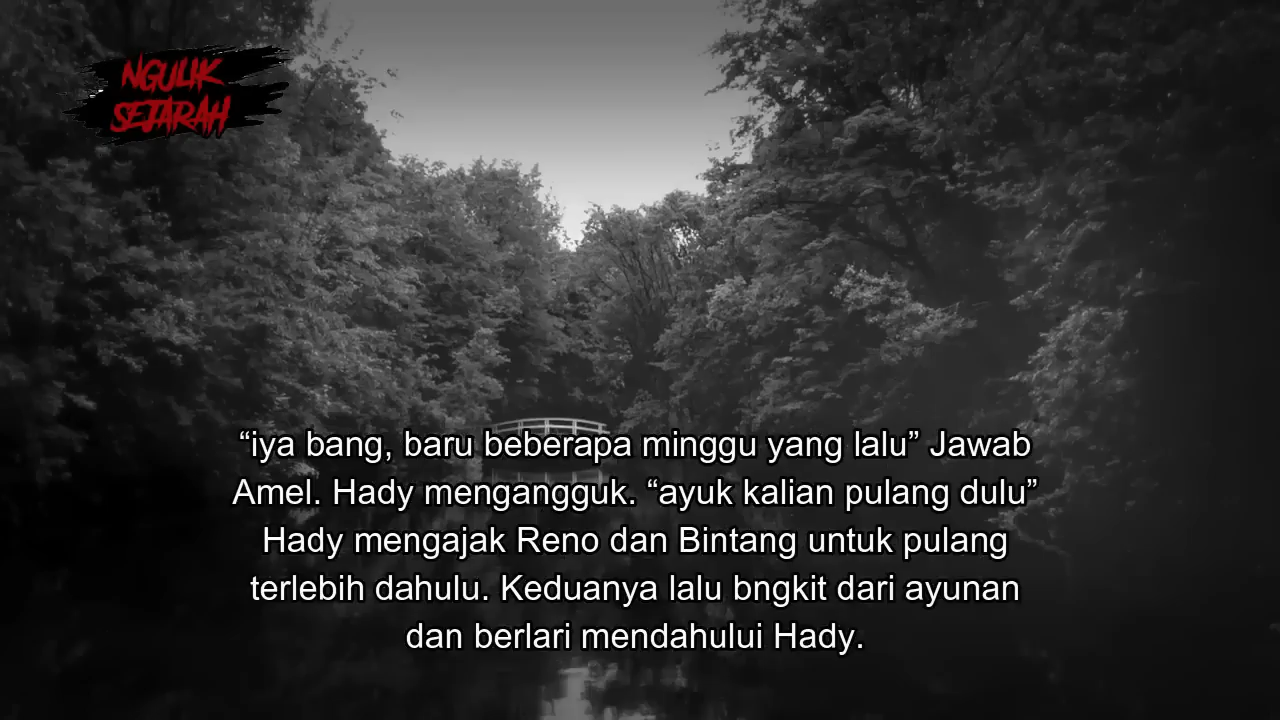 NGULIK
SEJARAH
“iya bang, baru beberapa minggu yang lalu” Jawab
Amel. Hady mengangguk. “ayuk kalian pulang dulu”
Hady mengajak Reno dan Bintang untuk pulang
terlebih dahulu. Keduanya lalu bngkit dari ayunan
dan berlari mendahului Hady.